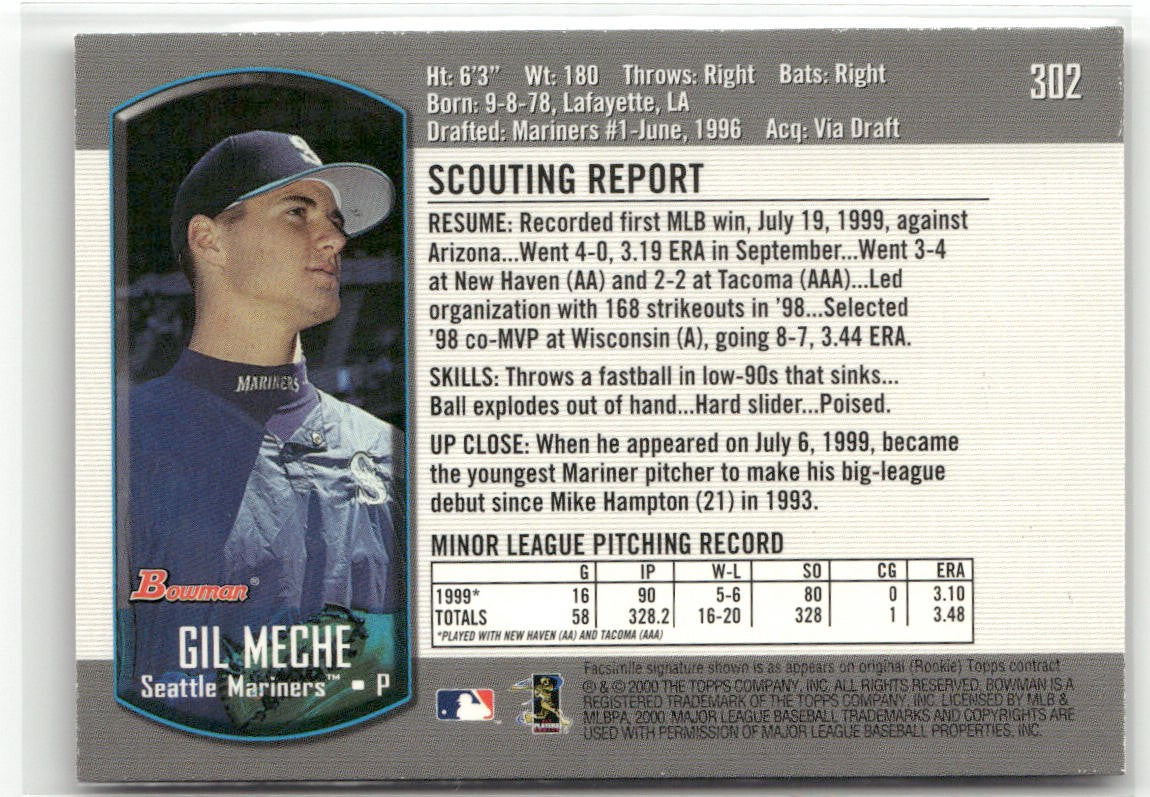 Ht: 6'3" Wt: 180 Throws: Right Bats: Right
302
Born: 9-8-78, Lafayette, LA
Drafted: Mariners #1-June, 1996 Acq: Via Draft
SCOUTING REPORT
RESUME: Recorded first MLB win, July 19, 1999, against
Arizona...Went 4-0, 3.19 ERA in September...Went 3-4
at New Haven (AA) and 2-2 at Tacoma (AAA)...Led
organization with 168 strikeouts in '98...Selected
'98 co-MVP at Wisconsin (A), going 8-7, 3.44 ERA.
SKILLS: Throws a fastball in low-90s that sinks...
Ball explodes out of hand...Hard slider...Poised.
UP CLOSE: When he appeared on July 6, 1999, became
the youngest Mariner pitcher to make his big-league
debut since Mike Hampton (21) in 1993.
MINOR LEAGUE PITCHING RECORD
G IP W-L SO CG ERA
1999* 16 90 5-6 80 0 3.10
TOTALS 58 328.2 16-20 328 1 3.48
*PLAYED WITH NEW HAVEN (AA) AND TACOMA (AAA)
MARINERS
S
S
Bowman®
GIL MECHE
Seattle Mariners™ ▪ P
Facsimile signature shown is as appears on original (Rookie) Topps contract
® & © 2000 THE TOPPS COMPANY, INC. ALL RIGHTS RESERVED. BOWMAN IS A
REGISTERED TRADEMARK OF THE TOPPS COMPANY, INC. LICENSED BY MLB &
MLBPA, 2000. MAJOR LEAGUE BASEBALL TRADEMARKS AND COPYRIGHTS ARE
USED WITH PERMISSION OF MAJOR LEAGUE BASEBALL PROPERTIES, INC.
PLAYERS